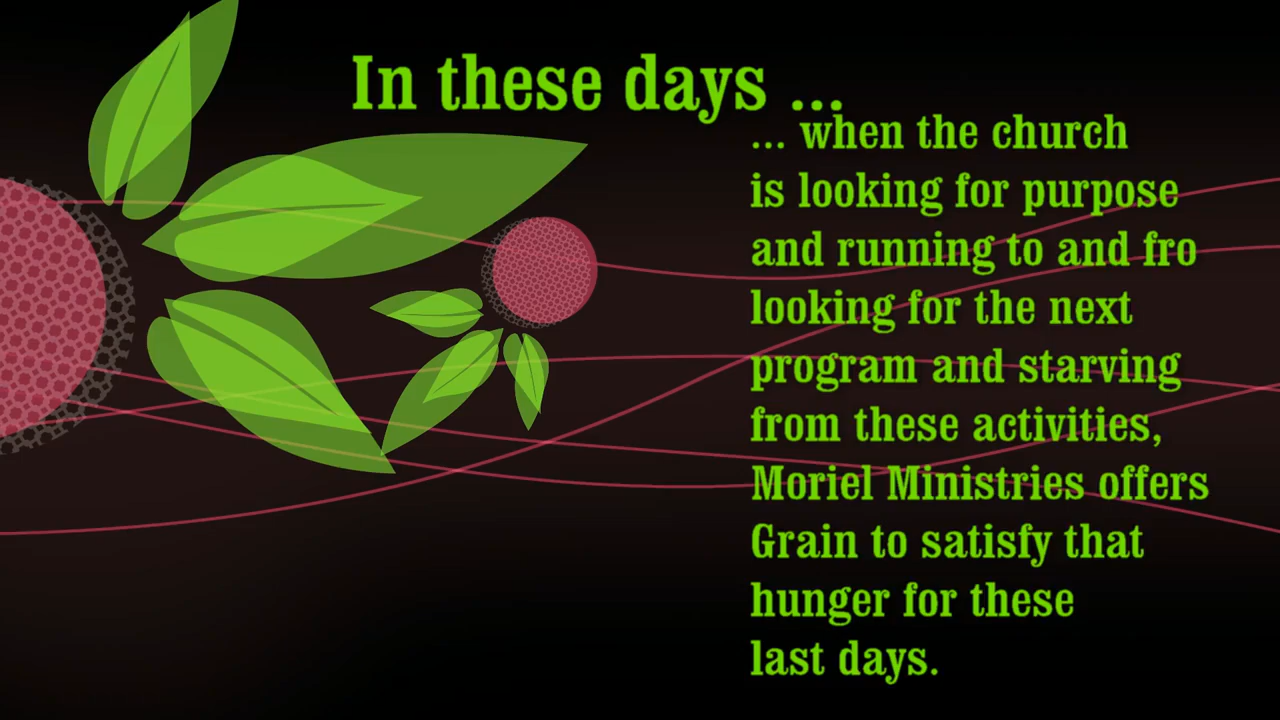 In these days ...
... when the church
is looking for purpose
and running to and fro
looking for the next
program and starving
from these activities,
Moriel Ministries offers
Grain to satisfy that
hunger for these
last days.